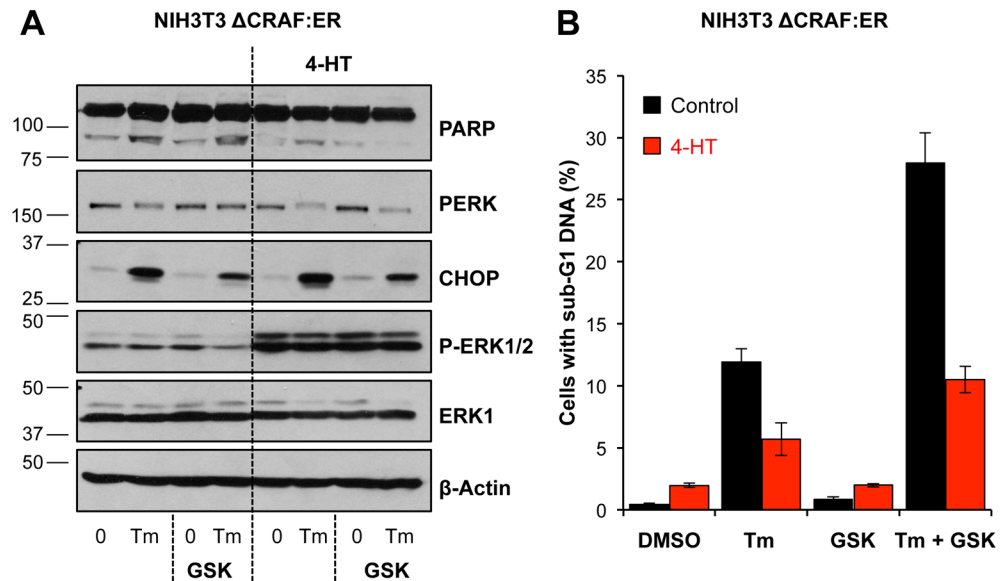 A
NIH3T3 ΔCRAF:ER
4-HT
100
75
PARP
150
PERK
37
25
CHOP
50
P-ERK1/2
50
37
ERK1
50
β-Actin
0 Tm 0 Tm 0 Tm 0 Tm
GSK GSK
B
NIH3T3 ΔCRAF:ER
Cells with sub-G1 DNA (%)
35
30
25
20
15
10
5
0
Control
4-HT
DMSO Tm GSK Tm + GSK